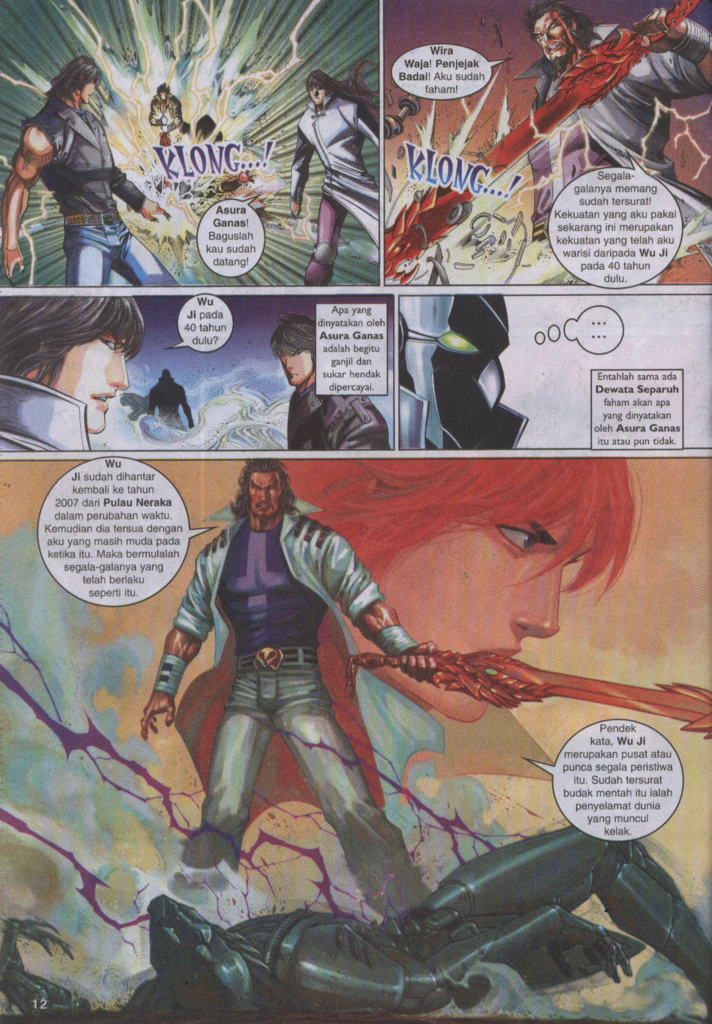 KLONG...!
Asura
Ganas!
Baguslah
kau sudah
datang!
Wira
Waja! Penjejak
Badai! Aku sudah
faham!
KLONG...!
Segala-
galanya memang
sudah tersurat!
Kekuatan yang aku pakai
sekarang ini merupakan
kekuatan yang telah aku
warisi daripada Wu Ji
pada 40 tahun
dulu.
Wu
Ji pada
40 tahun
dulu?
Apa yang
dinyatakan oleh
Asura Ganas
adalah begitu
ganjil dan
sukar hendak
dipercayai.
...
...
Entahlah sama ada
Dewata Separuh
faham akan apa
yang dinyatakan
oleh Asura Ganas
itu atau pun tidak.
Wu
Ji sudah dihantar
kembali ke tahun
2007 dari Pulau Neraka
dalam perubahan waktu.
Kemudian dia tersua dengan
aku yang masih muda pada
ketika itu. Maka bermulalah
segala-galanya yang
telah berlaku
seperti itu.
Pendek
kata, Wu Ji
merupakan pusat atau
punca segala peristiwa
itu. Sudah tersurat
budak mentah itu ialah
penyelamat dunia
yang muncul
kelak.
12